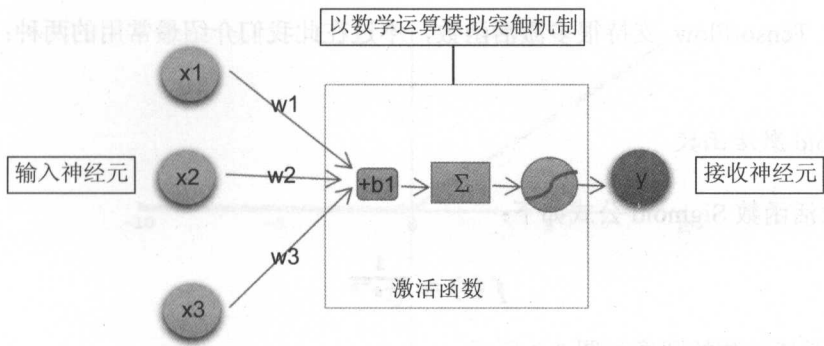 以数学运算模拟突触机制
x1
w1
输入神经元
x2
w2
+b1
Σ
y
接收神经元
w3
激活函数
x3